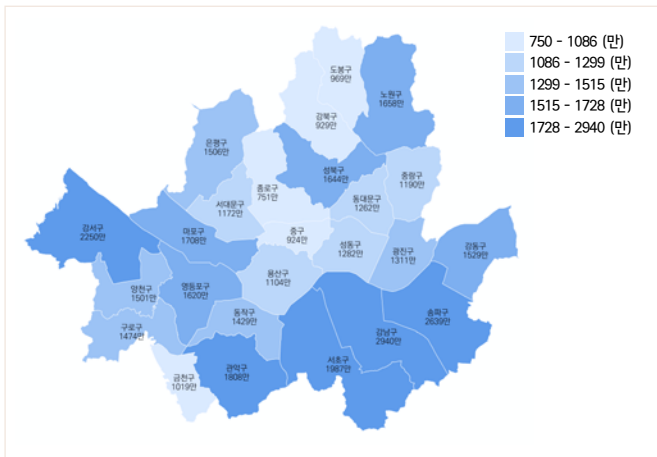 750 - 1086 (만)
1086 - 1299 (만)
1299 - 1515 (만)
1515 - 1728 (만)
1728 - 2940 (만)
도봉구
969만
노원구
1658만
강북구
929만
은평구
1506만
성북구
1644만
중랑구
1190만
종로구
751만
동대문구
1262만
서대문구
1172만
강서구
2250만
마포구
1708만
중구
924만
성동구
1282만
광진구
1311만
강동구
1529만
용산구
1104만
양천구
1501만
영등포구
1620만
동작구
1429만
송파구
2639만
구로구
1474만
강남구
2940만
서초구
1987만
관악구
1808만
금천구
1019만